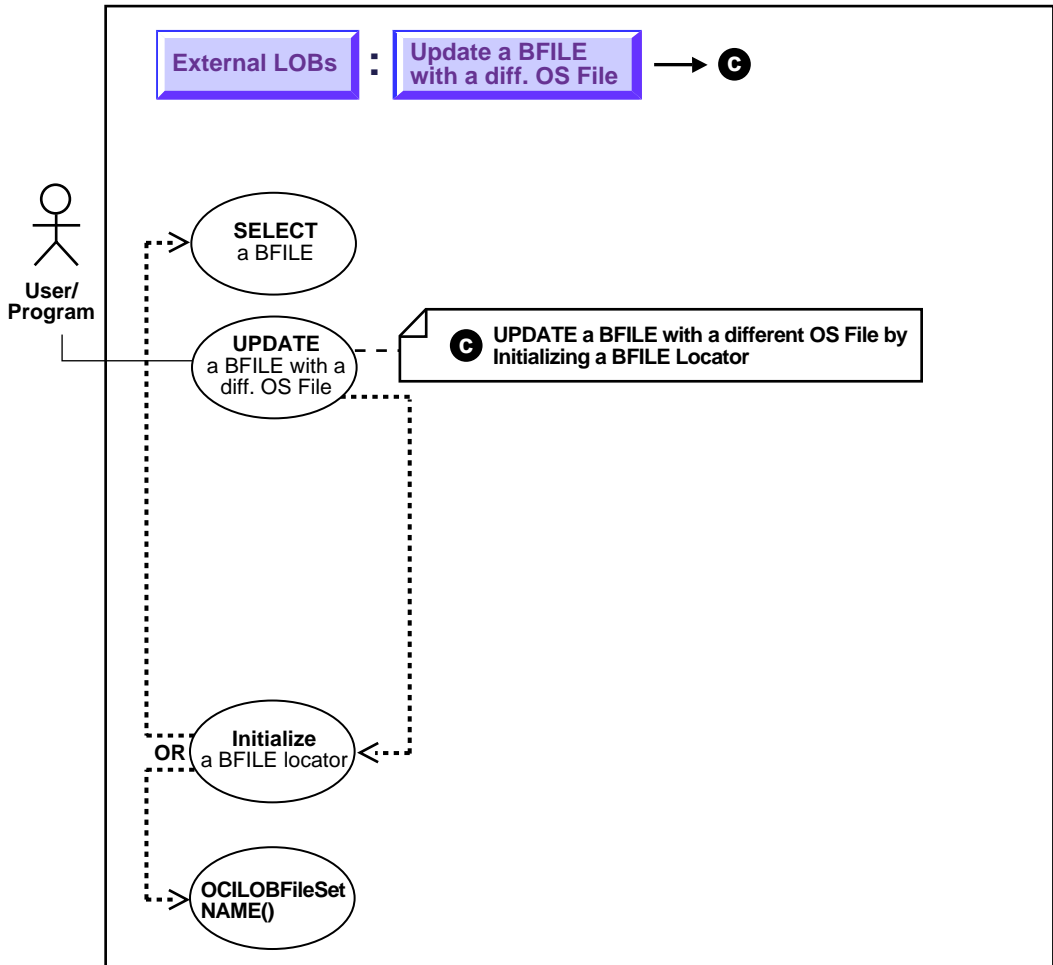 External LOBs : Update a BFILE
with a diff. OS File
C
SELECT
a BFILE
User/
Program
UPDATE
a BFILE with a
diff. OS File
C UPDATE a BFILE with a different OS File by
Initializing a BFILE Locator
OR
Initialize
a BFILE locator
OCILOBFileSet
NAME()